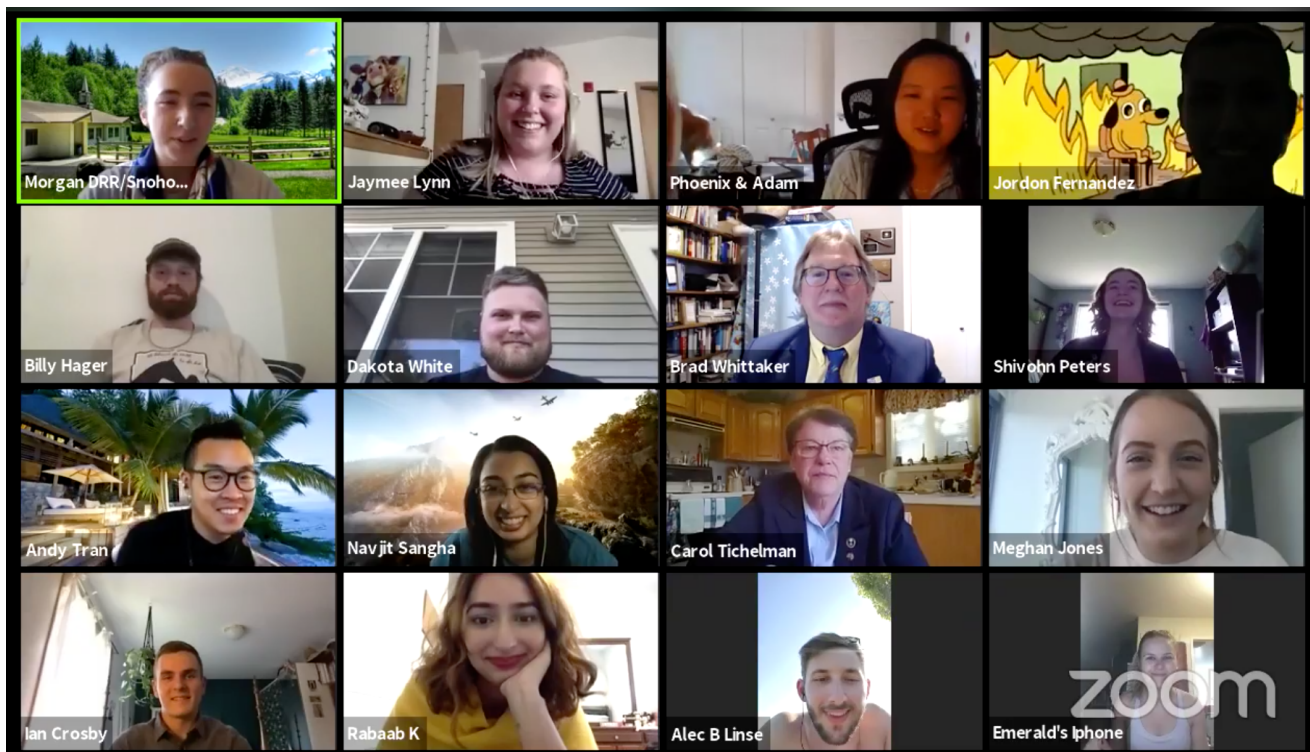 Morgan DRR/Snoho...
Jaymee Lynn
Phoenix & Adam
Jordon Fernandez
Billy Hager
Dakota White
Brad Whittaker
Shivohn Peters
Andy Tran
Navjit Sangha
Carol Tichelman
Meghan Jones
Ian Crosby
Rabaab K
Alec B Linse
Emerald's Iphone
zoom